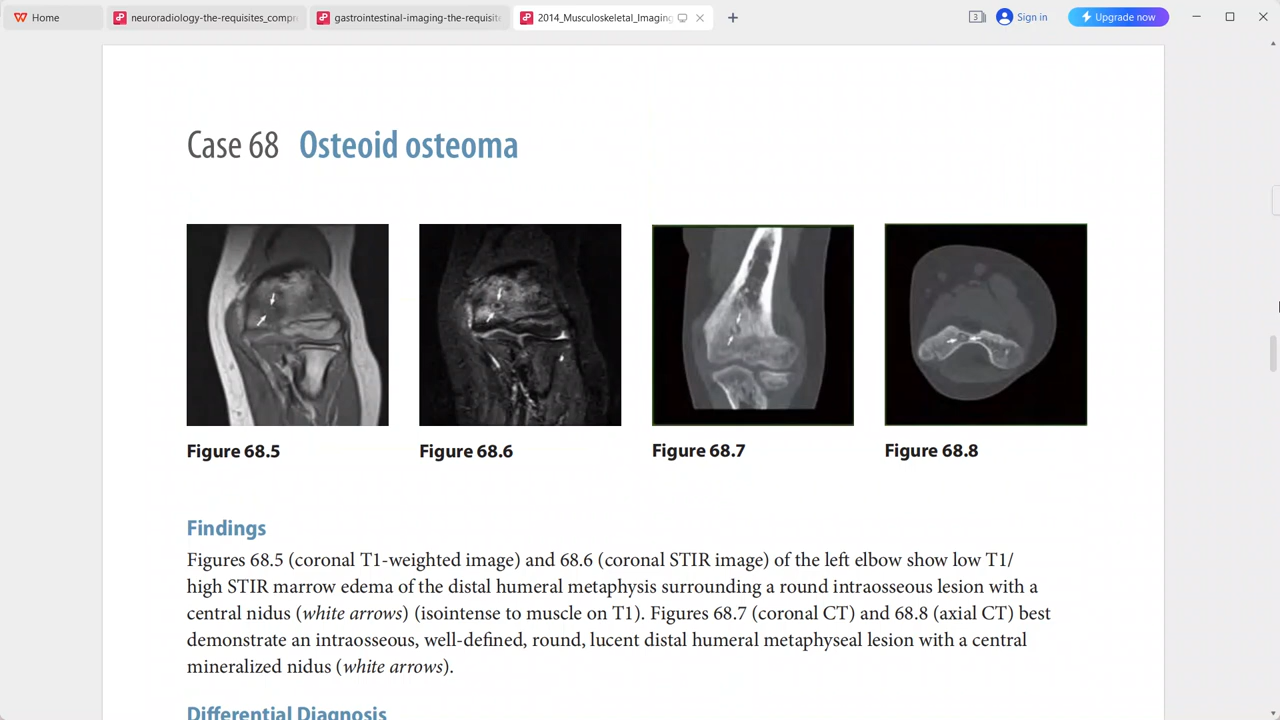 Home
neuroradiology-the-requisites_compr
gastrointestinal-imaging-the-requisite
2014_Musculoskeletal_Imaging
3
Sign in
Upgrade now
Case 68 Osteoid osteoma
Figure 68.5
Figure 68.6
Figure 68.7
Figure 68.8
Findings
Figures 68.5 (coronal T1-weighted image) and 68.6 (coronal STIR image) of the left elbow show low T1/
high STIR marrow edema of the distal humeral metaphysis surrounding a round intraosseous lesion with a
central nidus (white arrows) (isointense to muscle on T1). Figures 68.7 (coronal CT) and 68.8 (axial CT) best
demonstrate an intraosseous, well-defined, round, lucent distal humeral metaphyseal lesion with a central
mineralized nidus (white arrows).
Differential Diagnosis